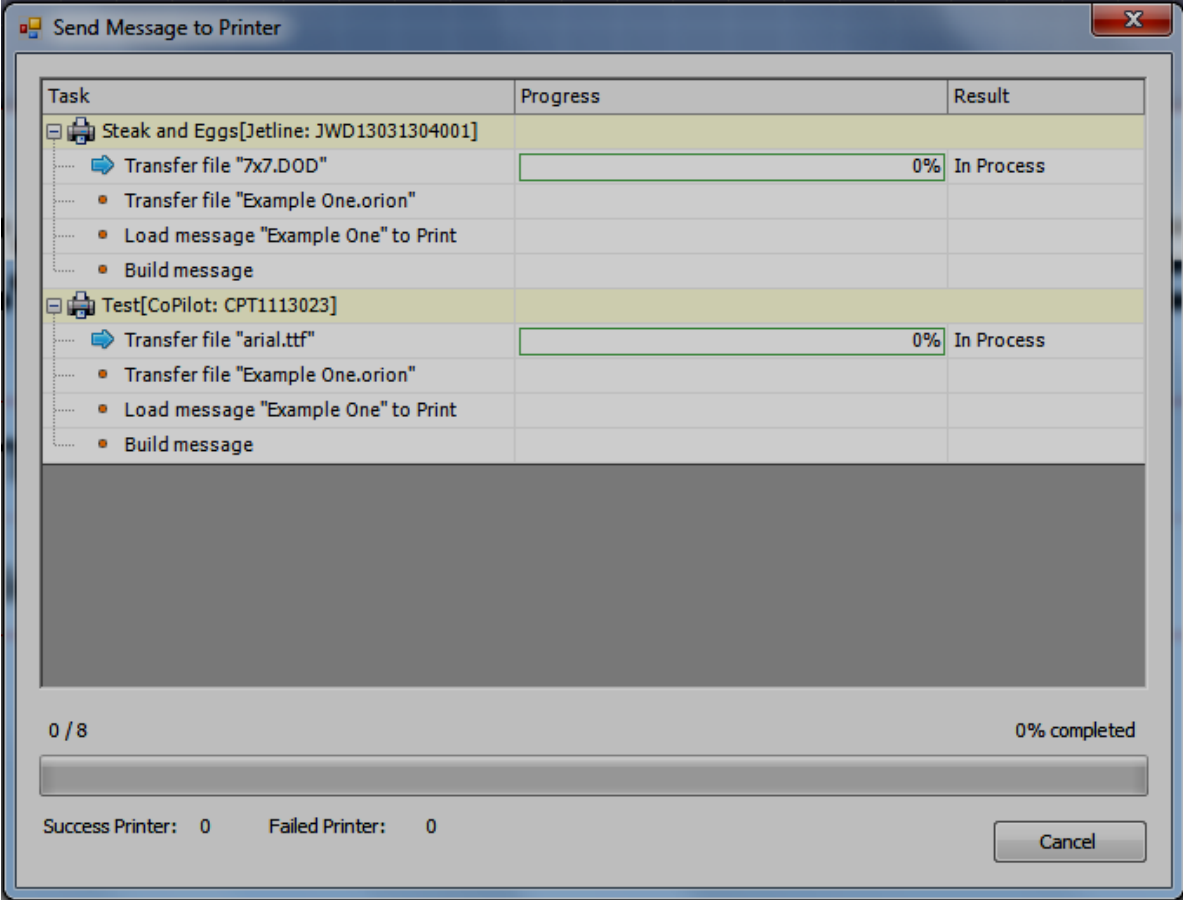 Send Message to Printer
Task Progress Result
Steak and Eggs[Jetline: JWD13031304001]
Transfer file "7x7.DOD" 0% In Process
Transfer file "Example One.orion"
Load message "Example One" to Print
Build message
Test[CoPilot: CPT1113023]
Transfer file "arial.ttf" 0% In Process
Transfer file "Example One.orion"
Load message "Example One" to Print
Build message
0 / 8 0% completed
Success Printer: 0 Failed Printer: 0
Cancel